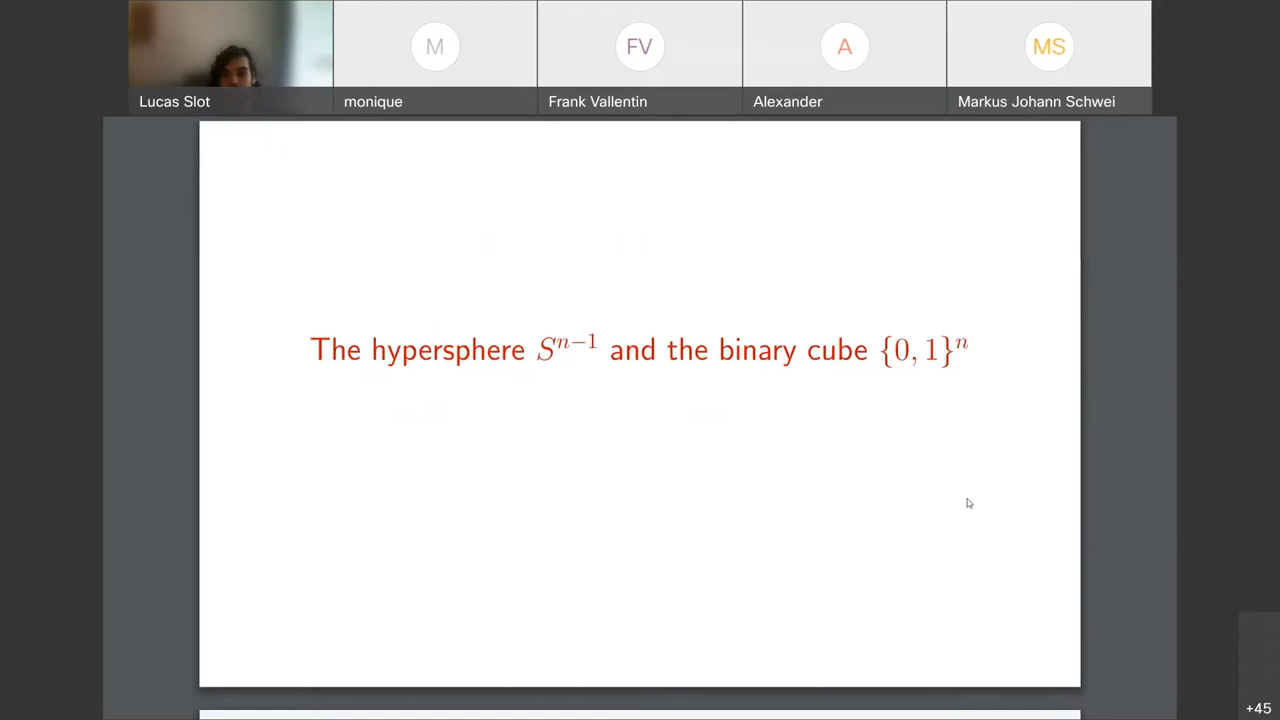 M
FV
A
MS
Lucas Slot
monique
Frank Vallentin
Alexander
Markus Johann Schwei
The hypersphere $S^{n-1}$ and the binary cube $\{0, 1\}^n$
+45